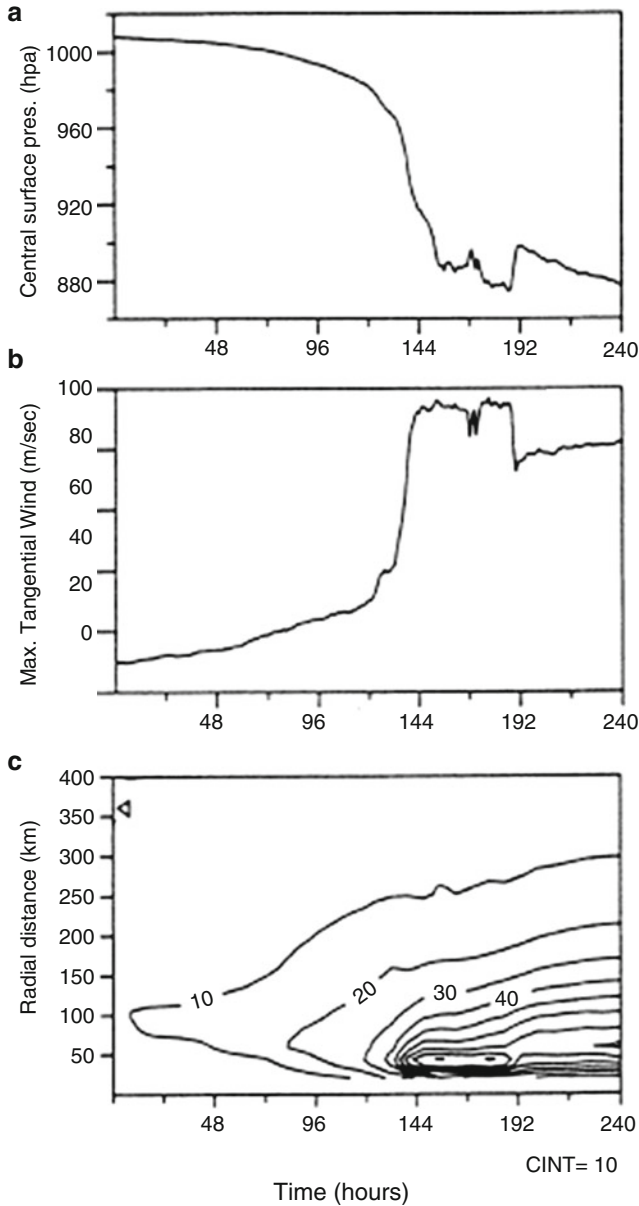 a
Central surface pres. (hpa)
1000
960
920
880
48 96 144 192 240
b
Max. Tangential Wind (m/sec)
100
80
60
40
20
0
48 96 144 192 240
c
Radial distance (km)
400
350
300
250
200
150
100
50
10 20 30 40
48 96 144 192 240
CINT= 10
Time (hours)